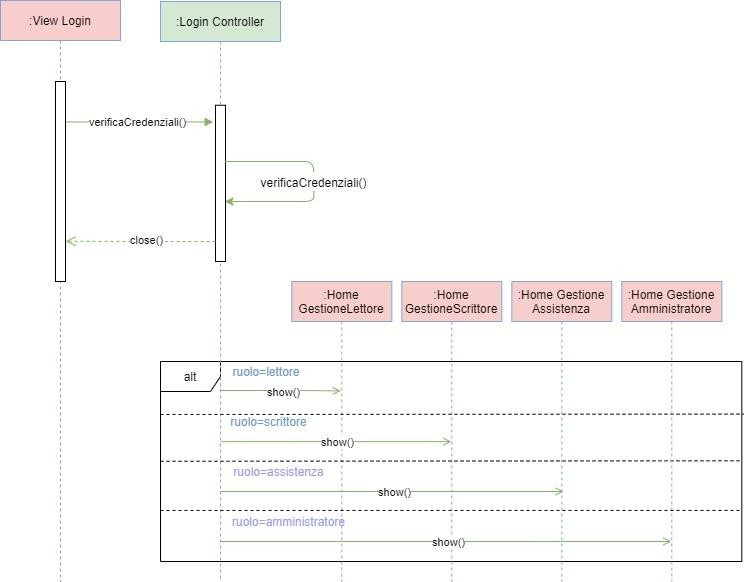 :View Login
:Login Controller
verificaCredenziali()
verificaCredenziali()
close()
:Home
GestioneLettore
:Home
GestioneScrittore
:Home Gestione
Assistenza
:Home Gestione
Amministratore
alt
ruolo=lettore
show()
ruolo=scrittore
show()
ruolo=assistenza
show()
ruolo=amministratore
show()